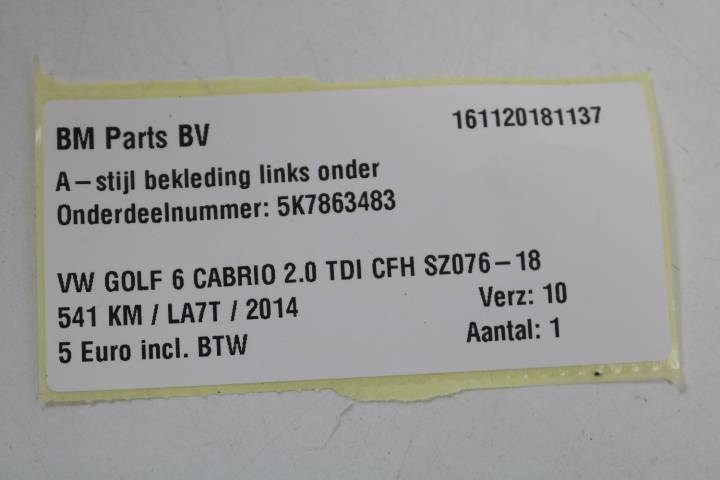 BM Parts BV 161120181137
A-stijl bekleding links onder
Onderdeelnummer: 5K7863483
VW GOLF 6 CABRIO 2.0 TDI CFH SZ076-18
541 KM / LA7T / 2014 Verz: 10
5 Euro incl. BTW Aantal: 1